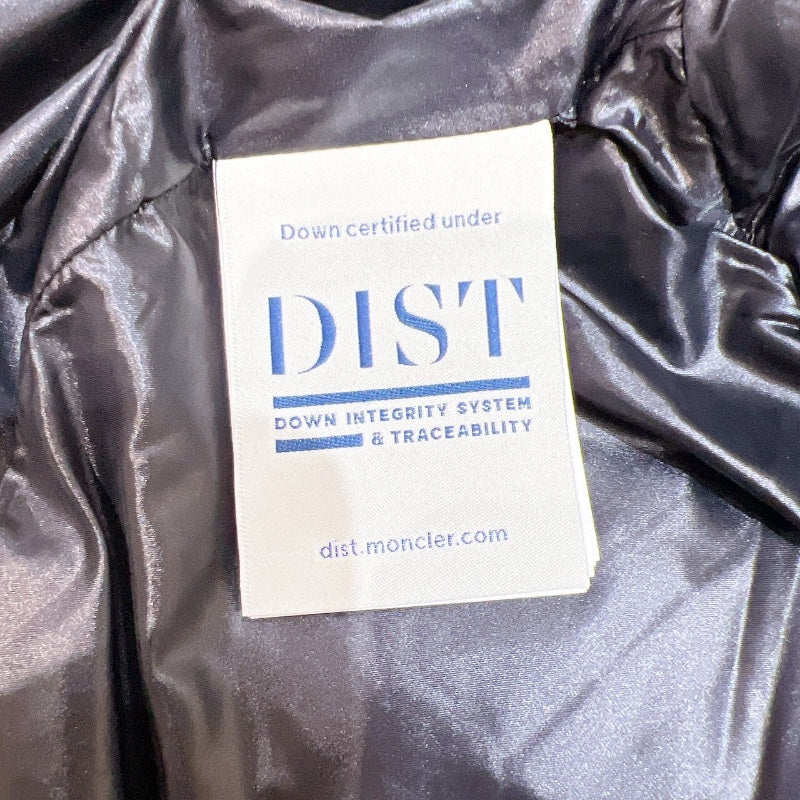 Down certified under
DIST
DOWN INTEGRITY SYSTEM
& TRACEABILITY
dist.moncler.com